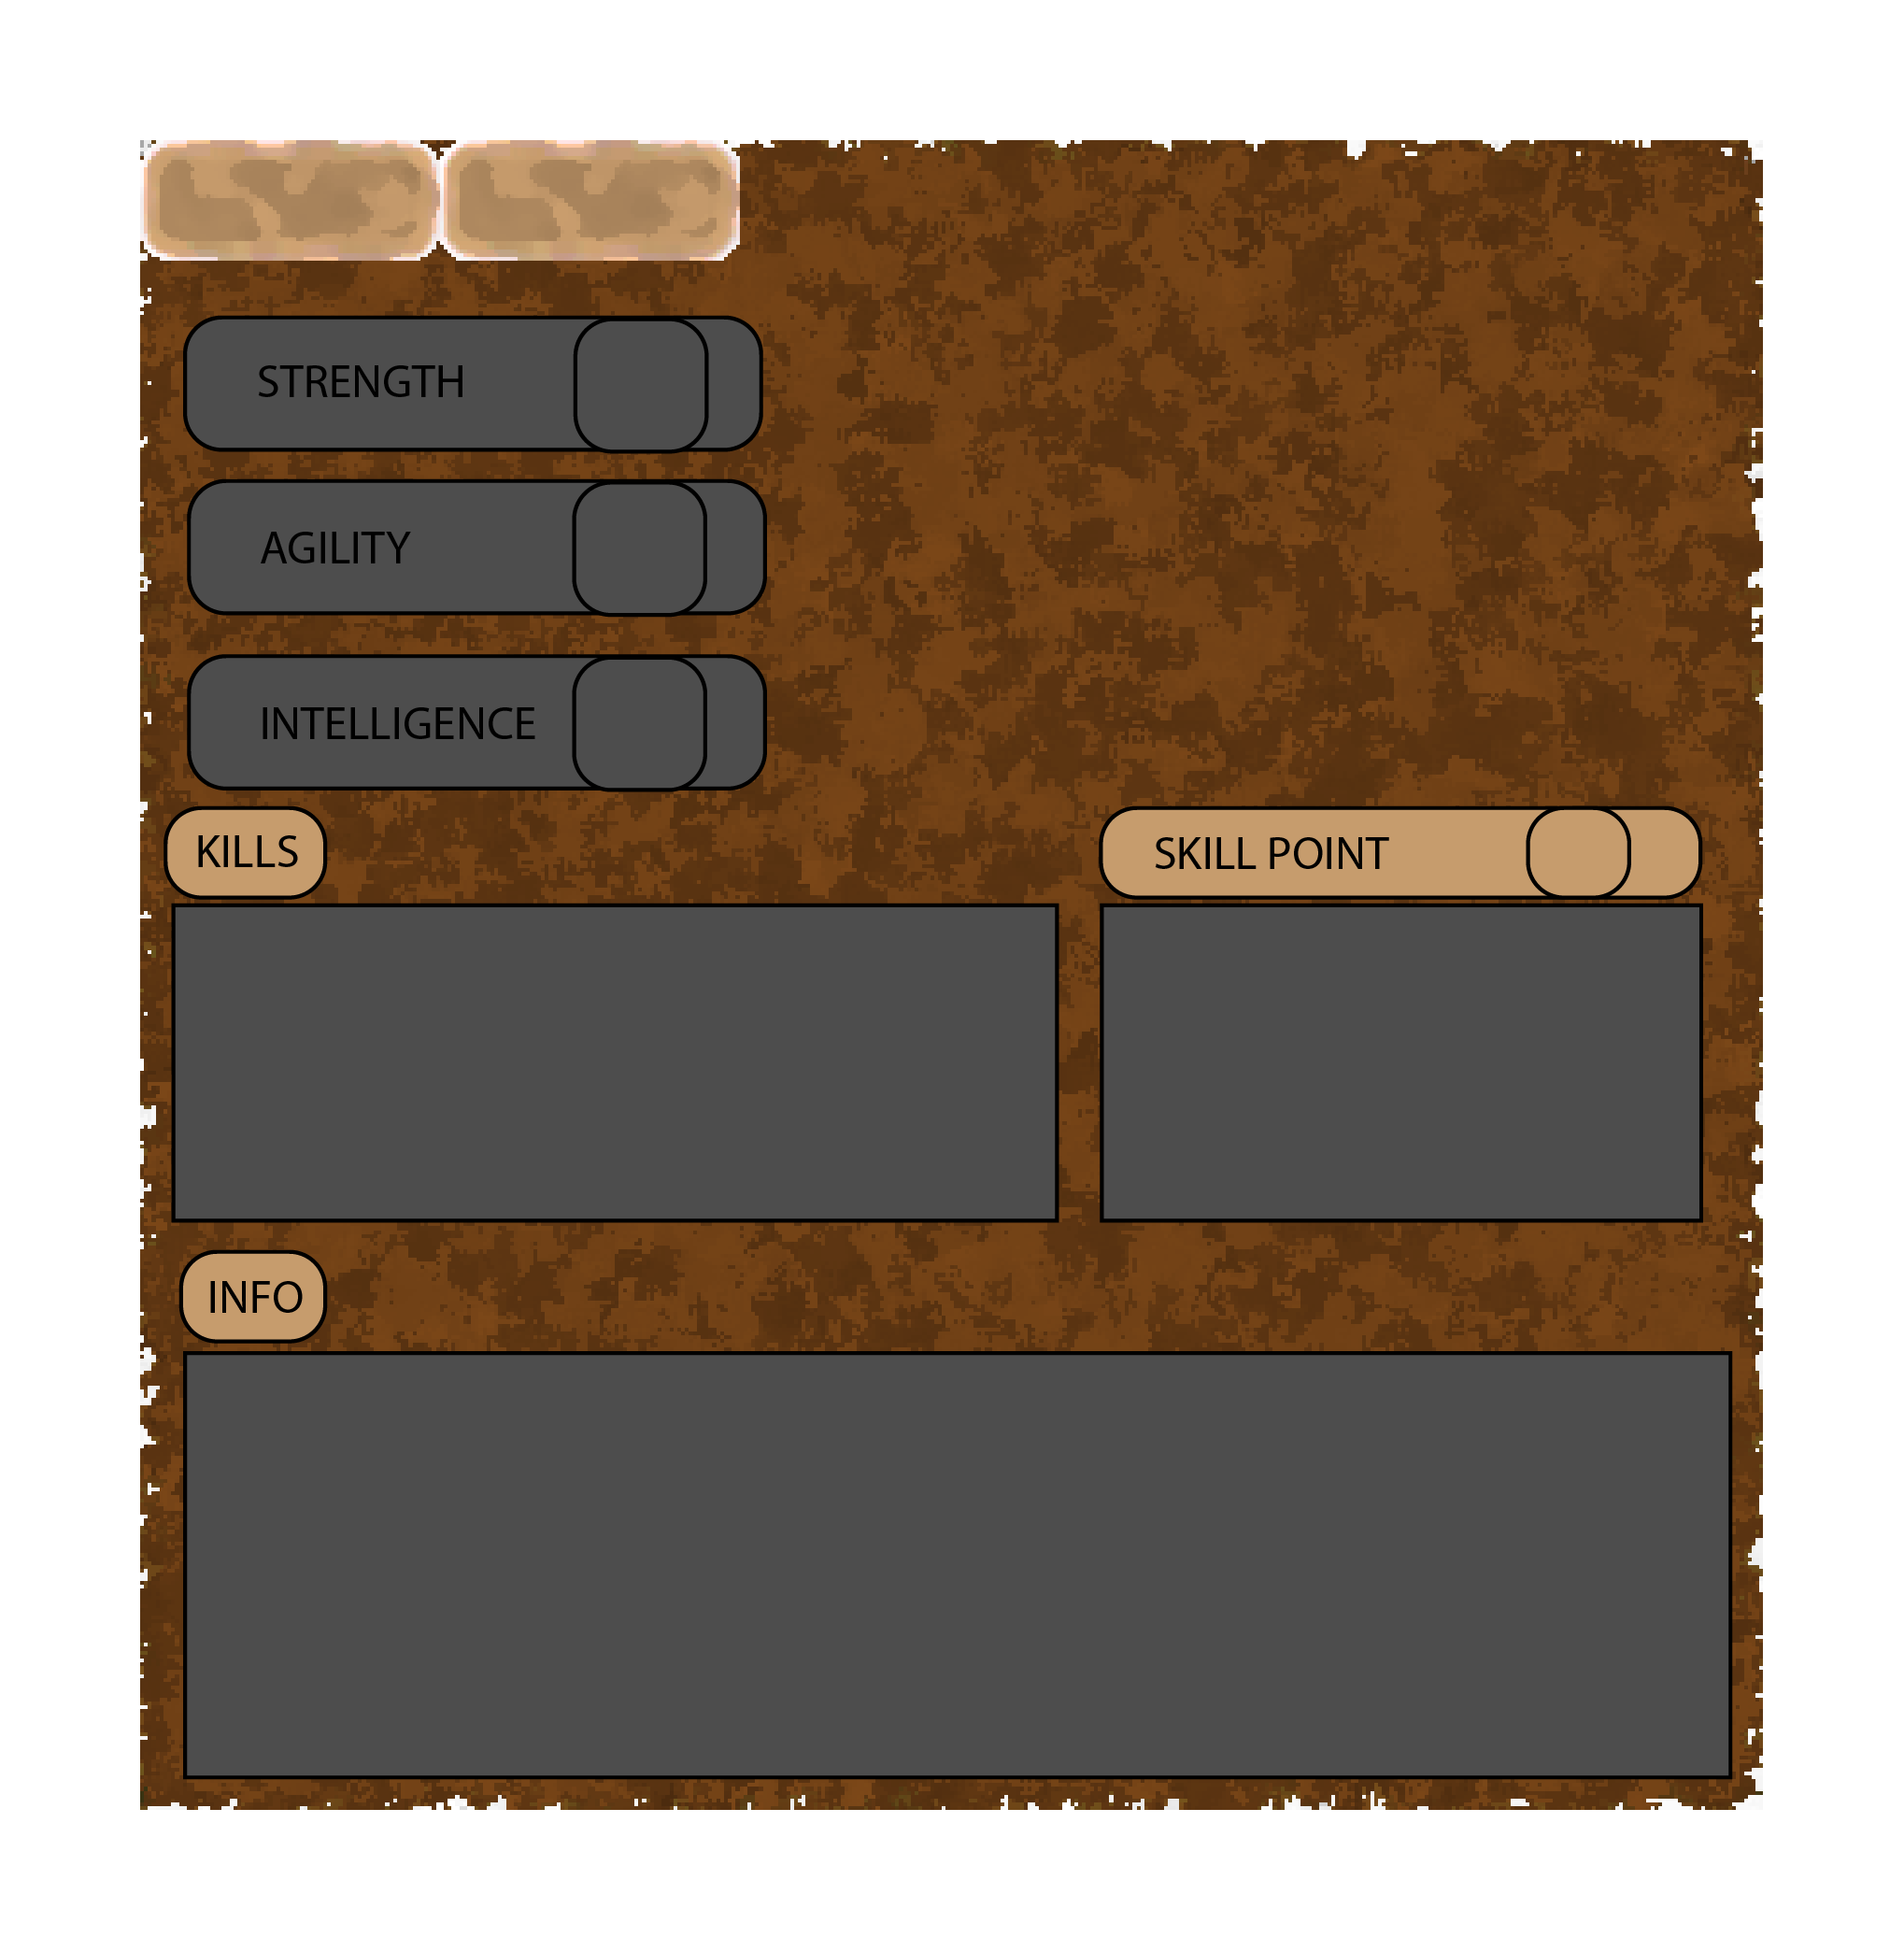 STRENGTH
AGILITY
INTELLIGENCE
KILLS
SKILL POINT
INFO